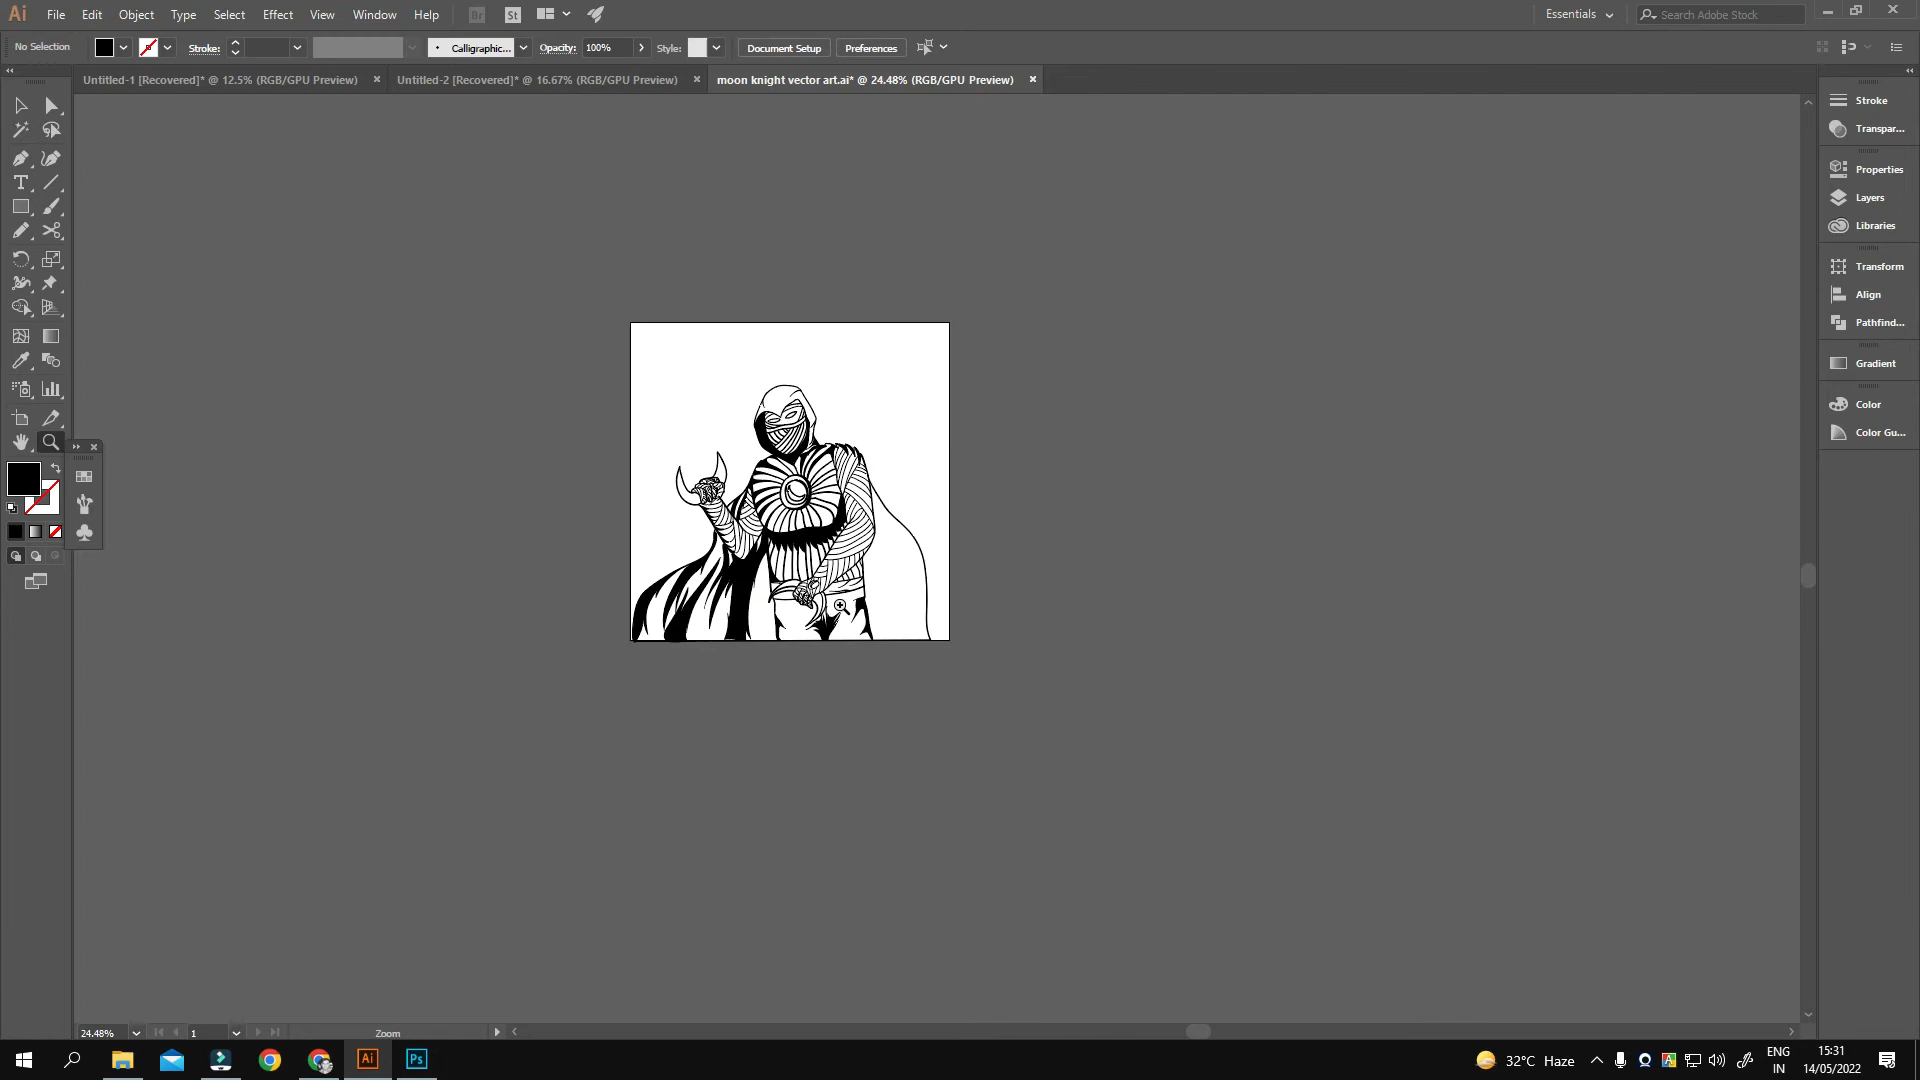 Ai File Edit Object Type Select Effect View Window Help Br St Essentials Search Adobe Stock
No Selection Stroke: Calligraphic... Opacity: 100% Style: Document Setup Preferences
Untitled-1 [Recovered]* @ 12.5% (RGB/GPU Preview) × Untitled-2 [Recovered]* @ 16.67% (RGB/GPU Preview) × moon knight vector art.ai* @ 24.48% (RGB/GPU Preview) ×
Stroke
Transpar...
Properties
Layers
Libraries
Transform
Align
Pathfind...
Gradient
Color
Color Gu...
24.48% 1 Zoom
Ai Ps 32°C Haze A ENG 15:31
IN 14/05/2022